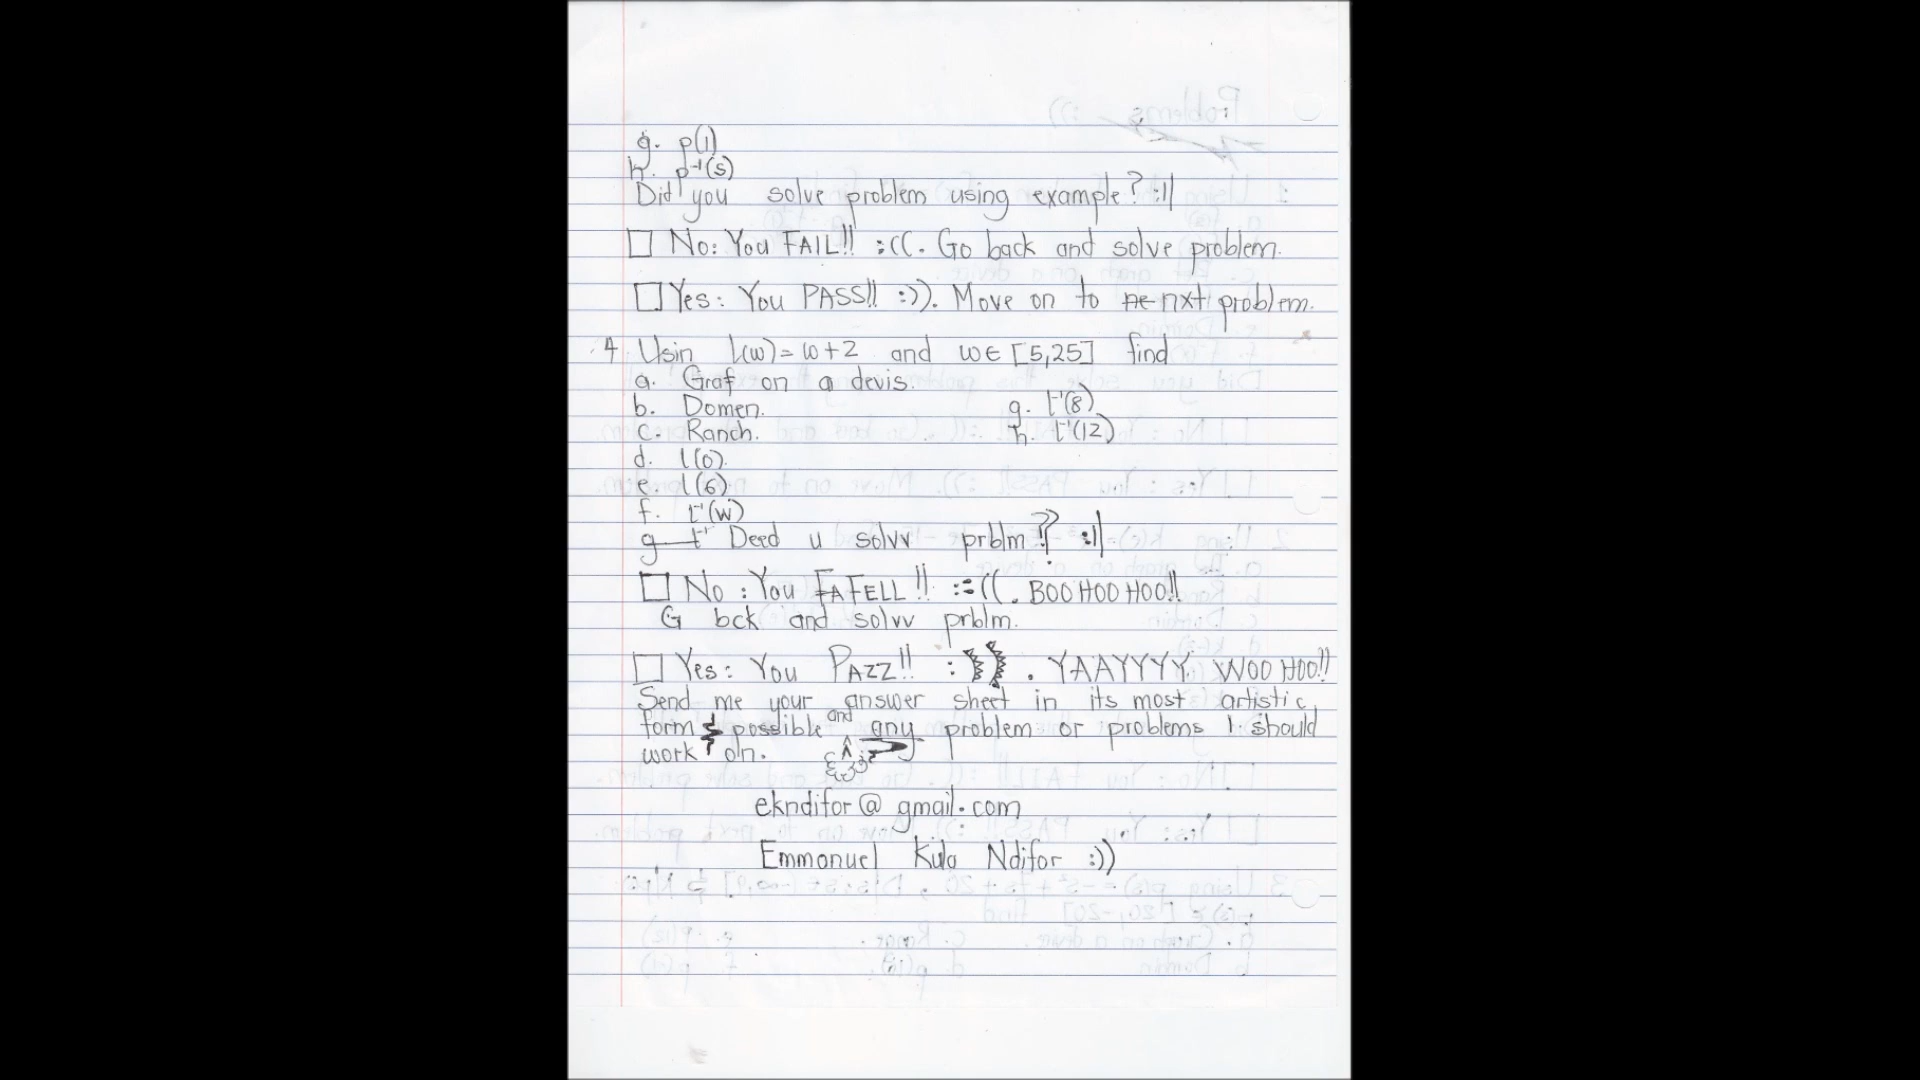 g. p(1)
h. p⁻¹(s)
Did you solve problem using example? :||
No: You FAIL!! :((. Go back and solve problem.
Yes: You PASS!! :)). Move on to ne nxt problem.
4. Usin l(w)=w+2 and w∈[5,25] find
a. Graf on a devis.
b. Domen.
g. l⁻¹(8)
c. Ranch.
h. l⁻¹(12)
d. l(0).
e. l(6)
f. l⁻¹(w)
g l⁻¹ Deed u solvv prblm?? :||
No: You FA FELL!! :((. BOO HOO HOO!!
G bck and solvv prblm.
Yes: You PAZZ!! :)). YAAYYYY. WOO HOO!!
Send me your answer sheet in its most artistic
form possible and any problem or problems I should
work on.
ekndifor@gmail.com
Emmanuel Kula Ndifor :))